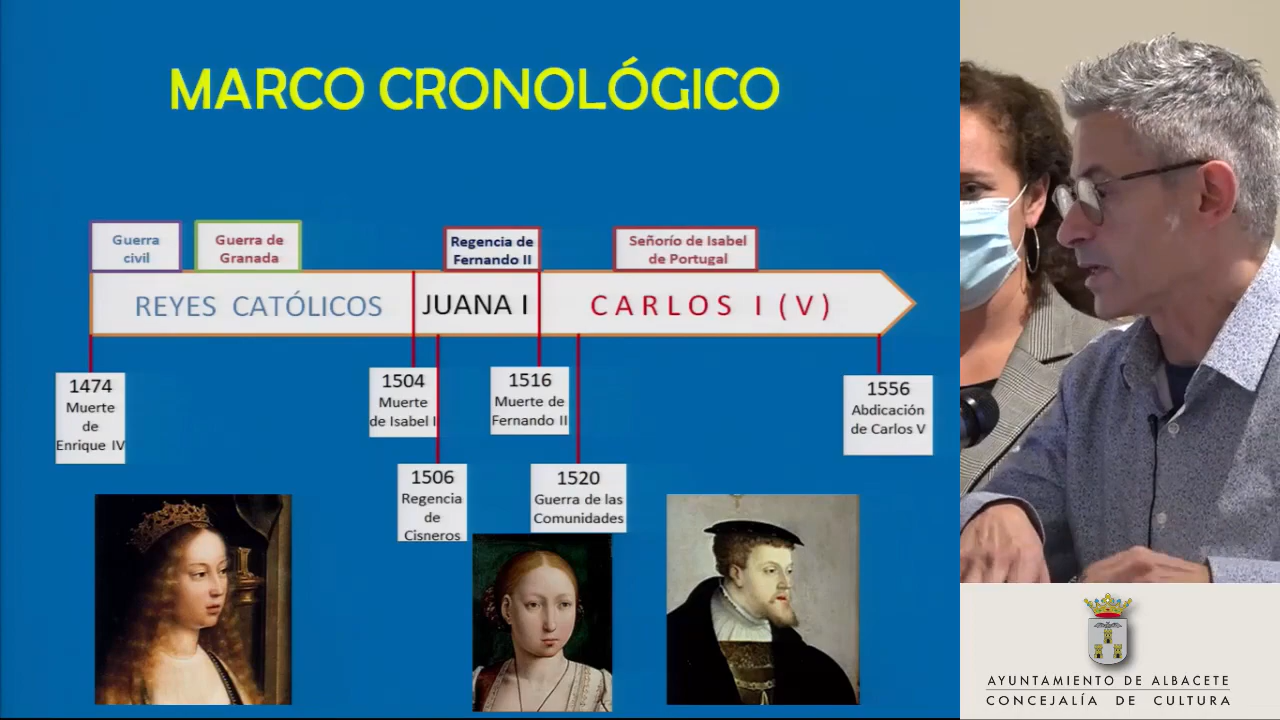 MARCO CRONOLÓGICO
Guerra
civil
Guerra de
Granada
Regencia de
Fernando II
Señorío de Isabel
de Portugal
REYES CATÓLICOS
JUANA I
CARLOS I (V)
1474
Muerte
de
Enrique IV
1504
Muerte
de Isabel I
1516
Muerte de
Fernando II
1556
Abdicación
de Carlos V
1506
Regencia
de
Cisneros
1520
Guerra de las
Comunidades
AYUNTAMIENTO DE ALBACETE
CONCEJALÍA DE CULTURA